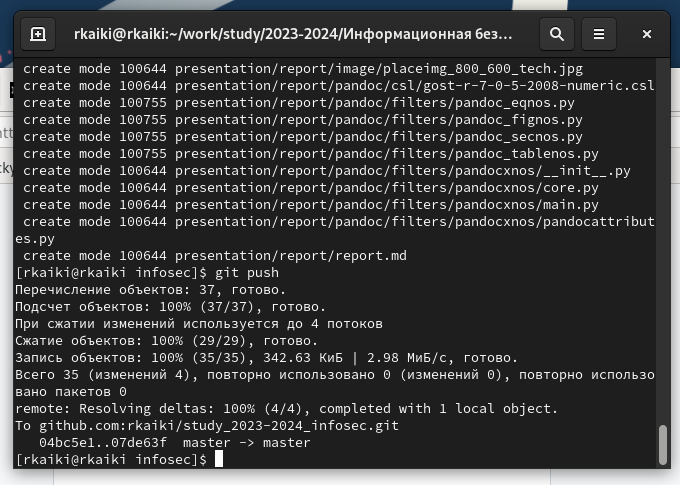 rkaiki@rkaiki:~/work/study/2023-2024/Информационная без...
create mode 100644 presentation/report/image/placeimg_800_600_tech.jpg
create mode 100644 presentation/report/pandoc/csl/gost-r-7-0-5-2008-numeric.csl
create mode 100755 presentation/report/pandoc/filters/pandoc_eqnos.py
create mode 100755 presentation/report/pandoc/filters/pandoc_fignos.py
create mode 100755 presentation/report/pandoc/filters/pandoc_secnos.py
create mode 100755 presentation/report/pandoc/filters/pandoc_tablenos.py
create mode 100644 presentation/report/pandoc/filters/pandocxnos/__init__.py
create mode 100644 presentation/report/pandoc/filters/pandocxnos/core.py
create mode 100644 presentation/report/pandoc/filters/pandocxnos/main.py
create mode 100644 presentation/report/pandoc/filters/pandocxnos/pandocattribut
es.py
create mode 100644 presentation/report/report.md
[rkaiki@rkaiki infosec]$ git push
Перечисление объектов: 37, готово.
Подсчет объектов: 100% (37/37), готово.
При сжатии изменений используется до 4 потоков
Сжатие объектов: 100% (29/29), готово.
Запись объектов: 100% (35/35), 342.63 КиБ | 2.98 МиБ/с, готово.
Всего 35 (изменений 4), повторно использовано 0 (изменений 0), повторно использо
вано пакетов 0
remote: Resolving deltas: 100% (4/4), completed with 1 local object.
To github.com:rkaiki/study_2023-2024_infosec.git
04bc5e1..07de63f  master -> master
[rkaiki@rkaiki infosec]$